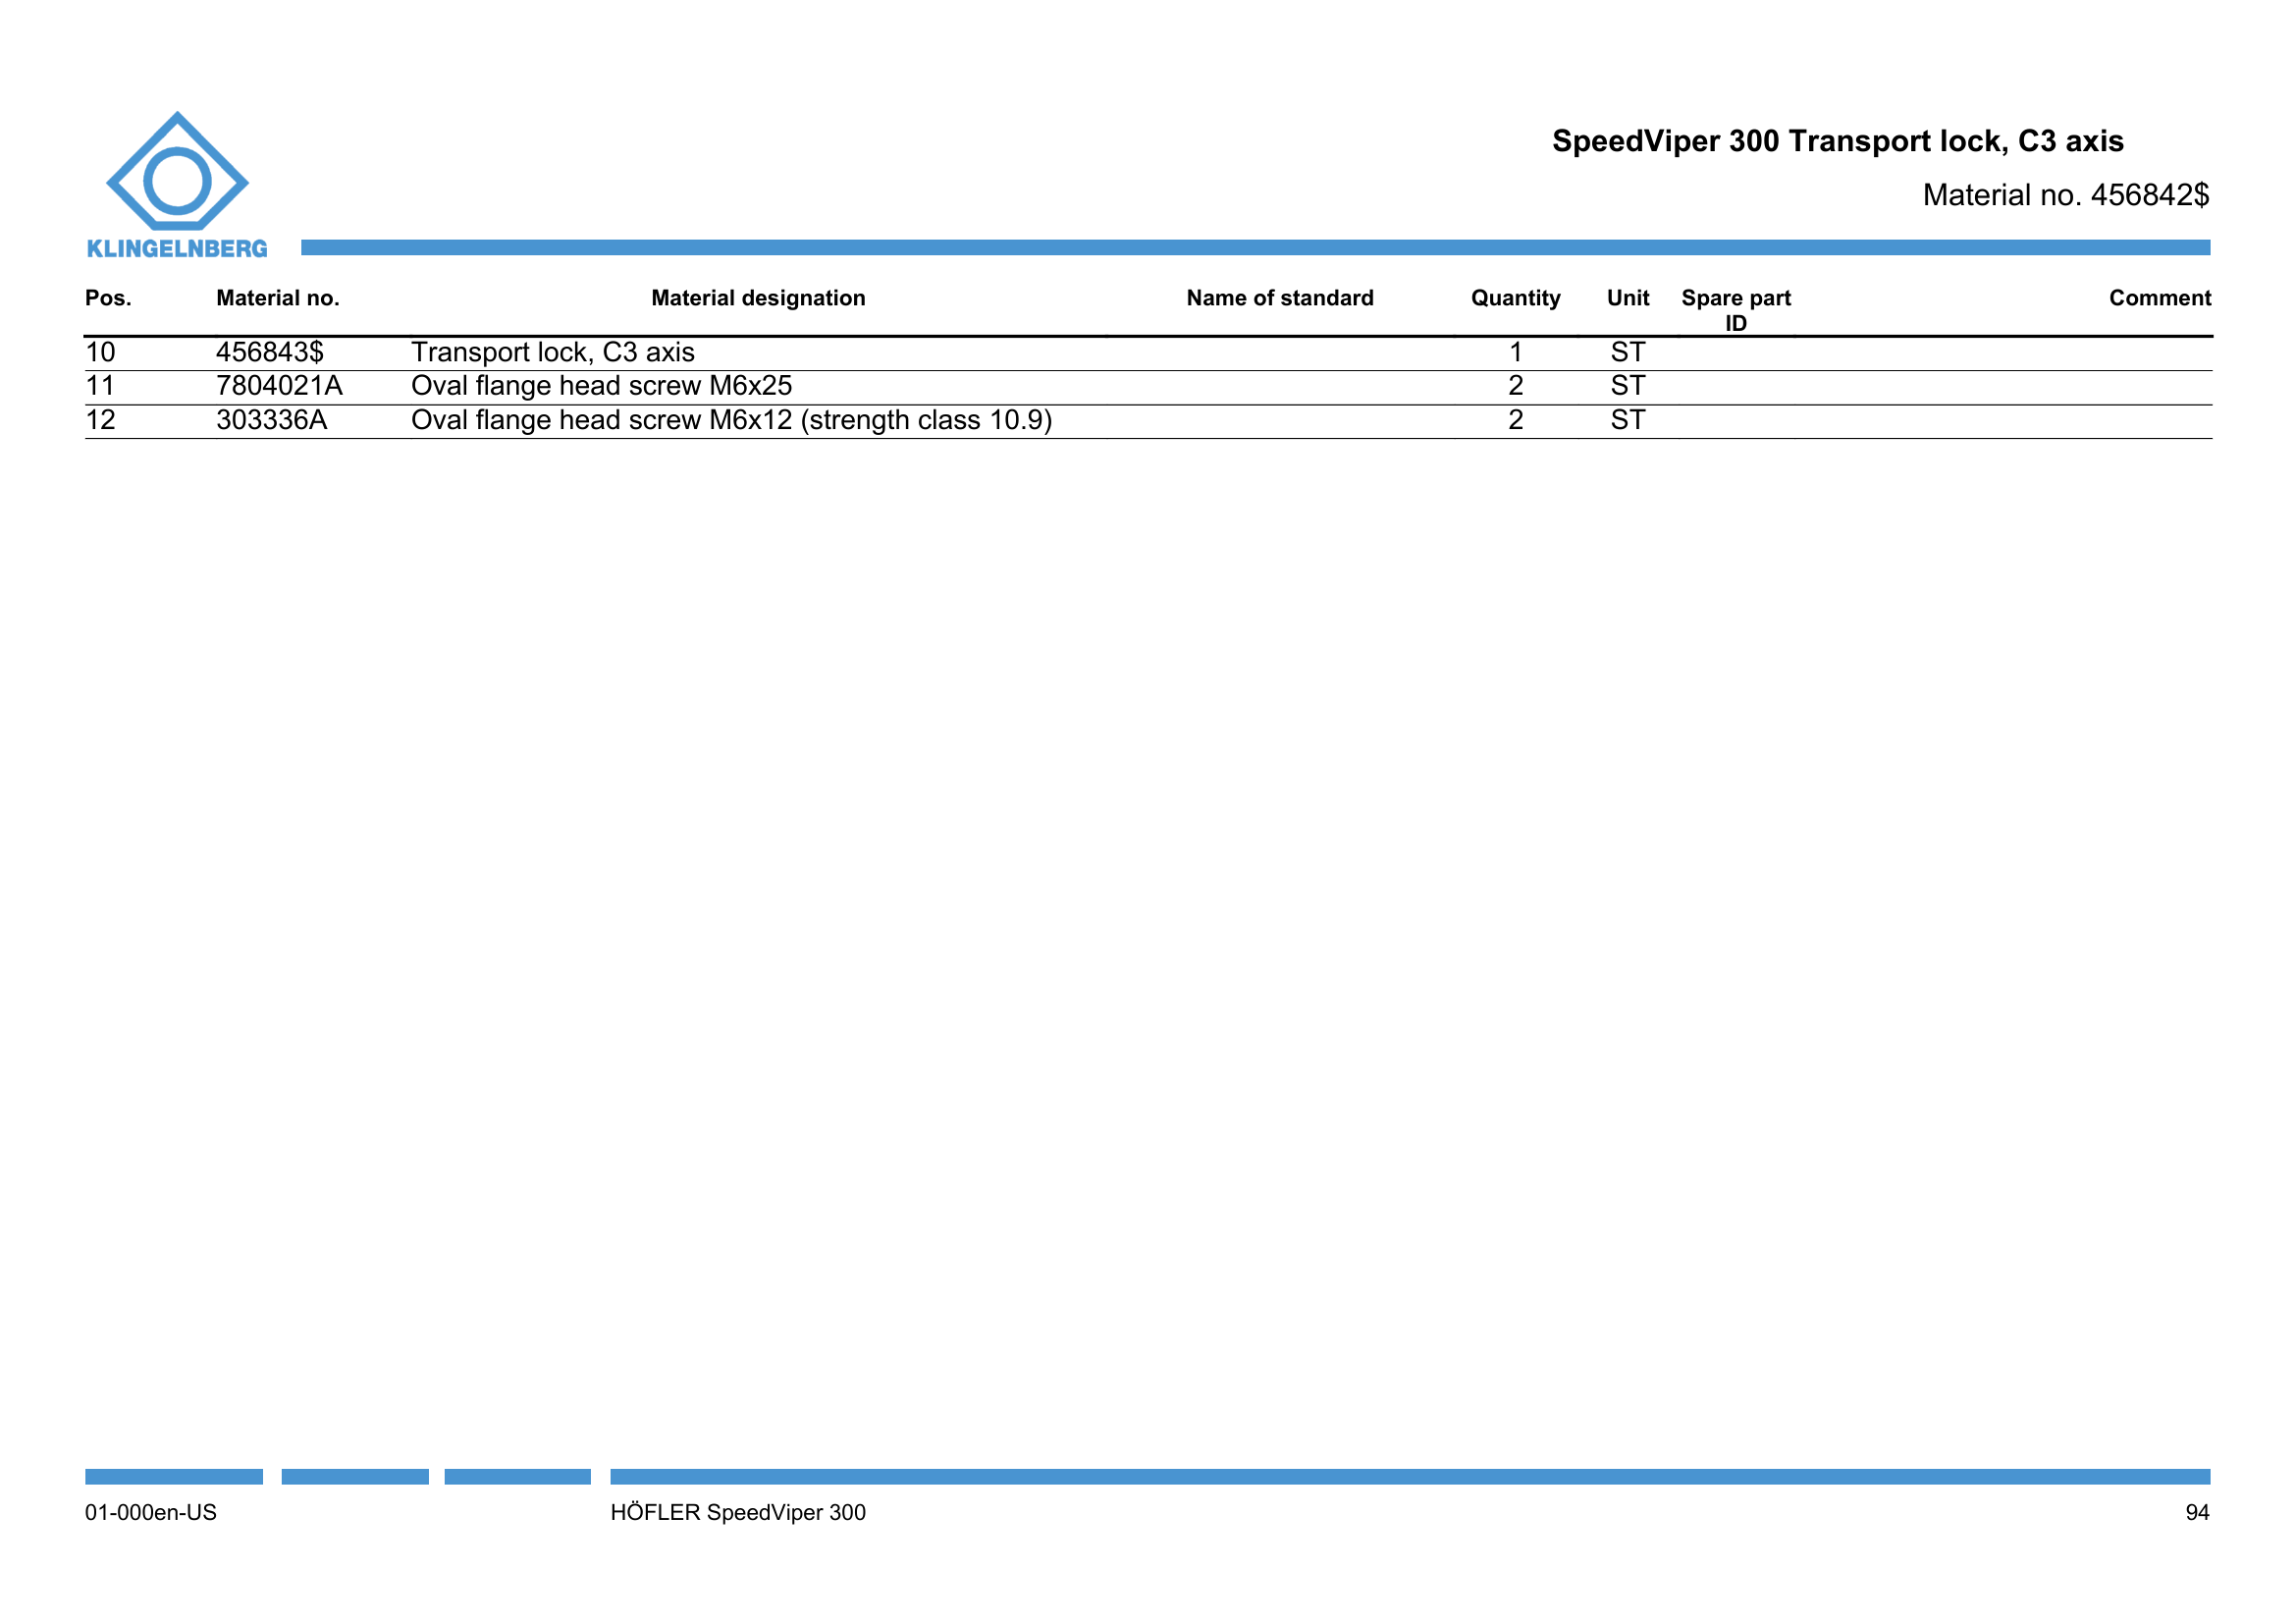 SpeedViper 300 Transport lock, C3 axis
Material no. 456842$
KLINGELNBERG
Pos. Material no. Material designation Name of standard Quantity Unit Spare part ID Comment
10 456843$ Transport lock, C3 axis 1 ST
11 7804021A Oval flange head screw M6x25 2 ST
12 303336A Oval flange head screw M6x12 (strength class 10.9) 2 ST
01-000en-US HÖFLER SpeedViper 300 94